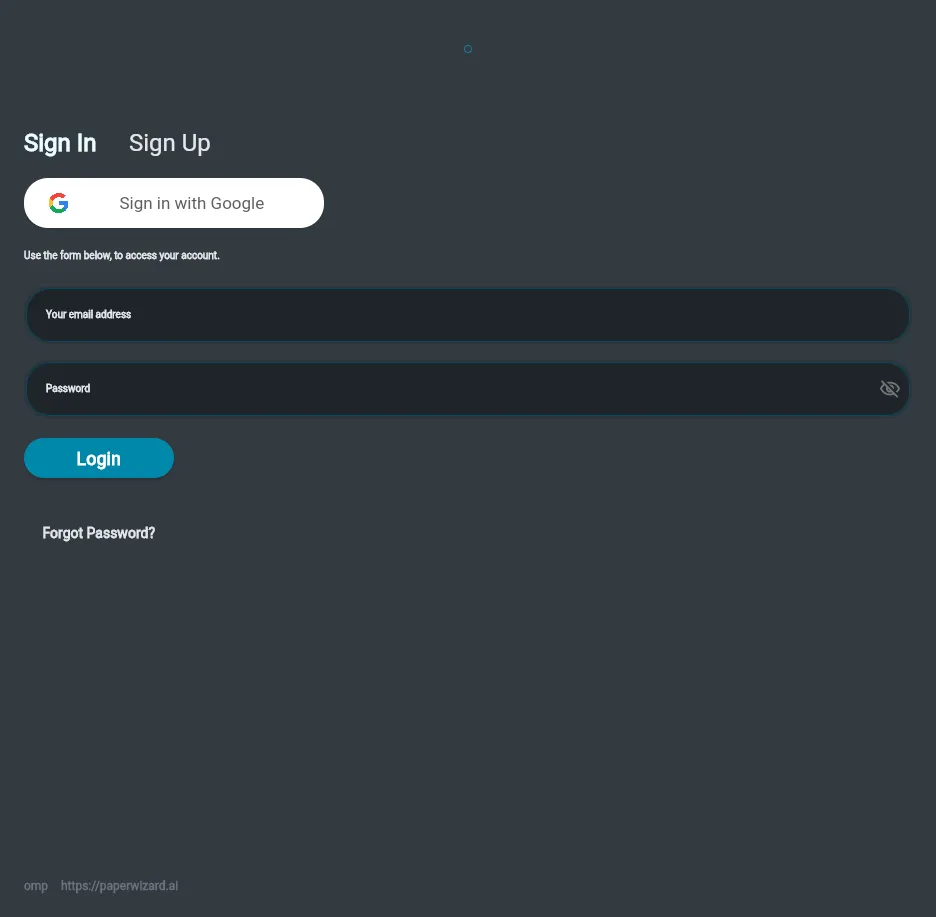 Sign In Sign Up
Sign in with Google
Use the form below, to access your account.
Your email address
Password
Login
Forgot Password?
omp https://paperwizard.ai